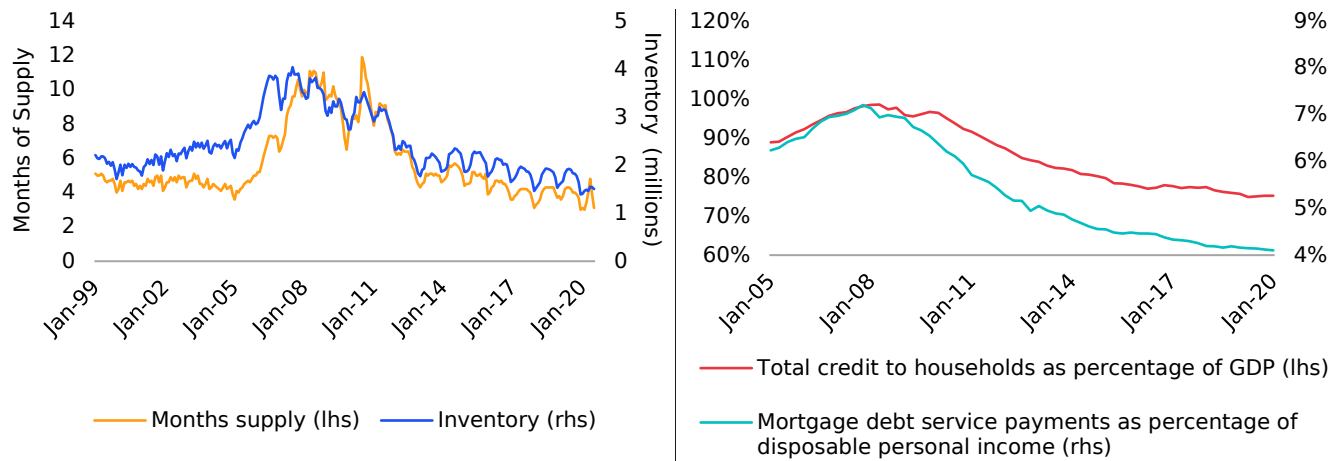 14
12
10
8
6
4
2
0
Months of Supply
5
4
3
2
1
0
Inventory (millions)
Jan-99
Jan-02
Jan-05
Jan-08
Jan-11
Jan-14
Jan-17
Jan-20
Months supply (lhs)
Inventory (rhs)
120%
110%
100%
90%
80%
70%
60%
9%
8%
7%
6%
5%
4%
Jan-05
Jan-08
Jan-11
Jan-14
Jan-17
Jan-20
Total credit to households as percentage of GDP (lhs)
Mortgage debt service payments as percentage of
disposable personal income (rhs)